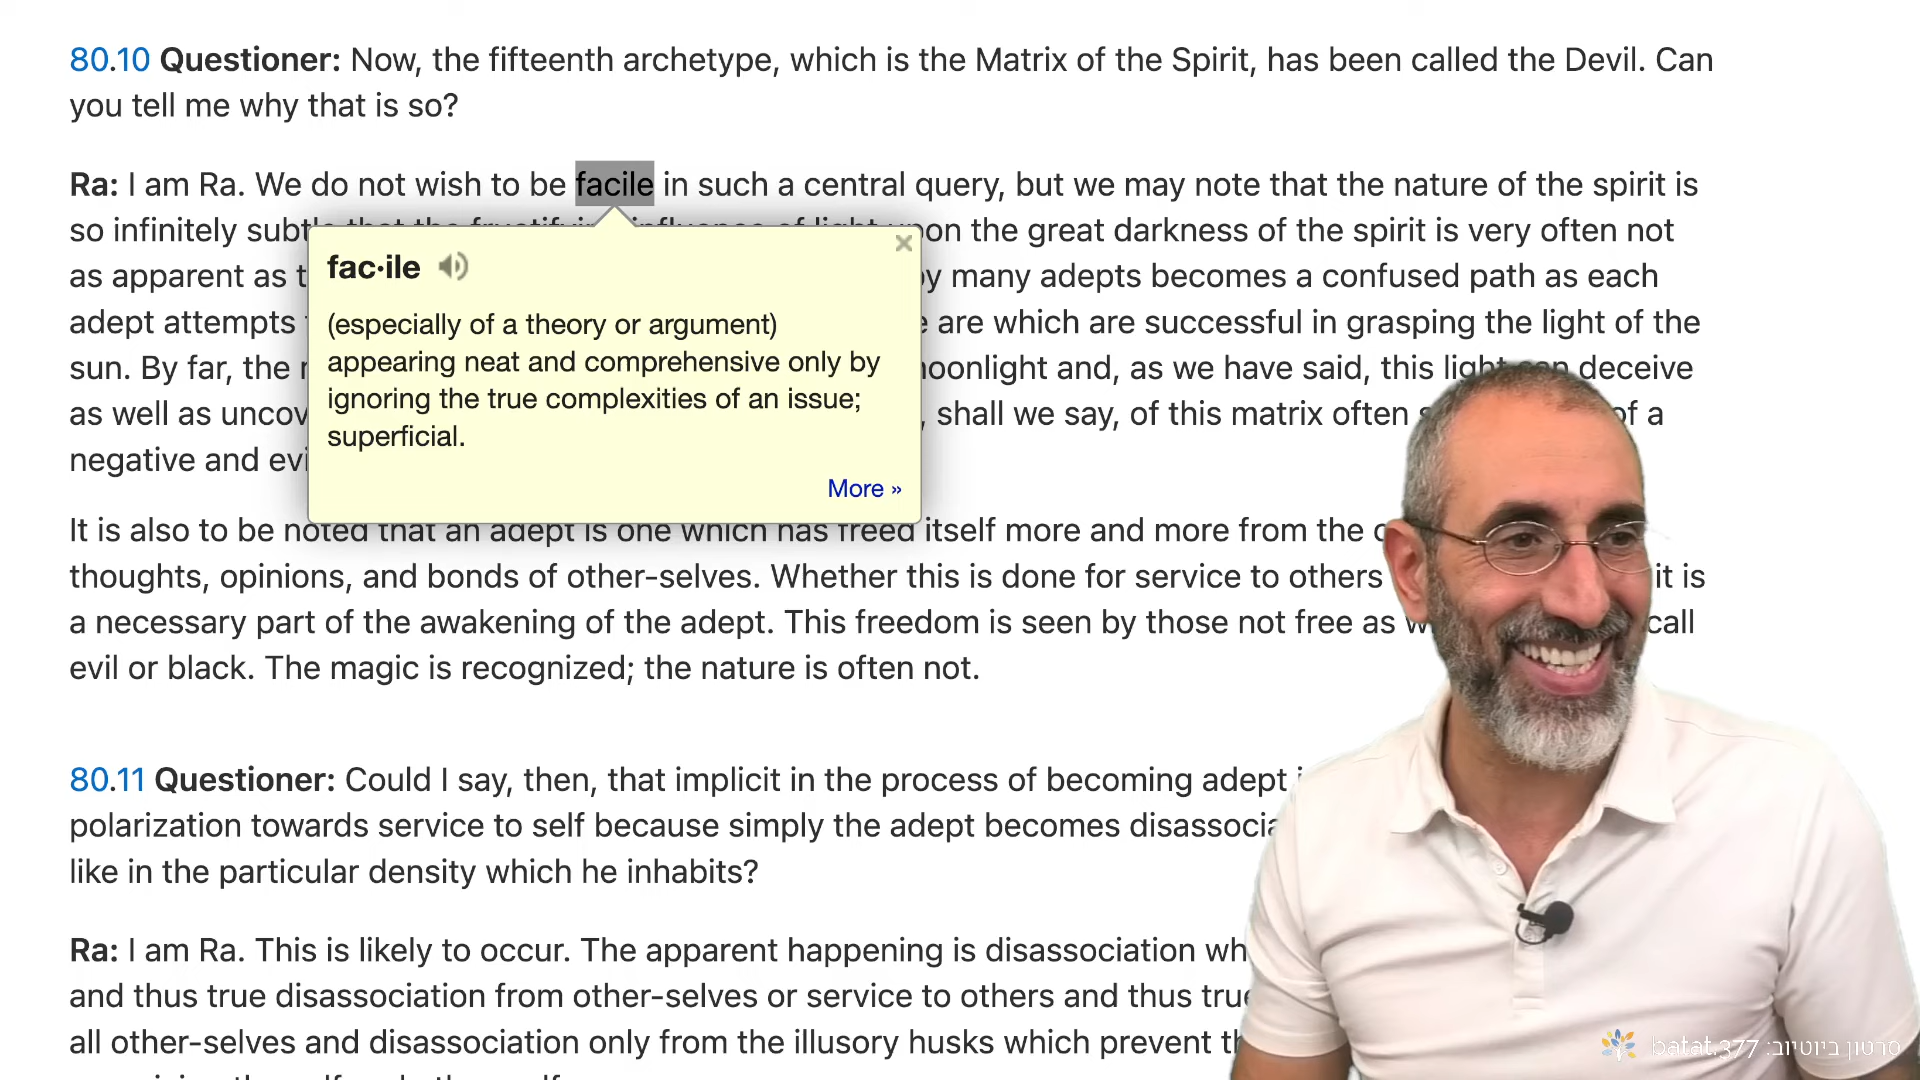 80.10 Questioner: Now, the fifteenth archetype, which is the Matrix of the Spirit, has been called the Devil. Can
you tell me why that is so?
Ra: I am Ra. We do not wish to be facile in such a central query, but we may note that the nature of the spirit is
so infinitely subtle that the fructifying influence of light upon the great darkness of the spirit is very often not
as apparent as t y many adepts becomes a confused path as each
adept attempts are which are successful in grasping the light of the
sun. By far, the moonlight and, as we have said, this light can deceive
as well as uncov , shall we say, of this matrix often of a
negative and evi
fac·ile
(especially of a theory or argument)
appearing neat and comprehensive only by
ignoring the true complexities of an issue;
superficial.
More »
It is also to be noted that an adept is one which has freed itself more and more from the
thoughts, opinions, and bonds of other-selves. Whether this is done for service to others it is
a necessary part of the awakening of the adept. This freedom is seen by those not free as w call
evil or black. The magic is recognized; the nature is often not.
80.11 Questioner: Could I say, then, that implicit in the process of becoming adept
polarization towards service to self because simply the adept becomes disassocia
like in the particular density which he inhabits?
Ra: I am Ra. This is likely to occur. The apparent happening is disassociation wh
and thus true disassociation from other-selves or service to others and thus true
all other-selves and disassociation only from the illusory husks which prevent th
סרטון ביוטיוב: batat.377